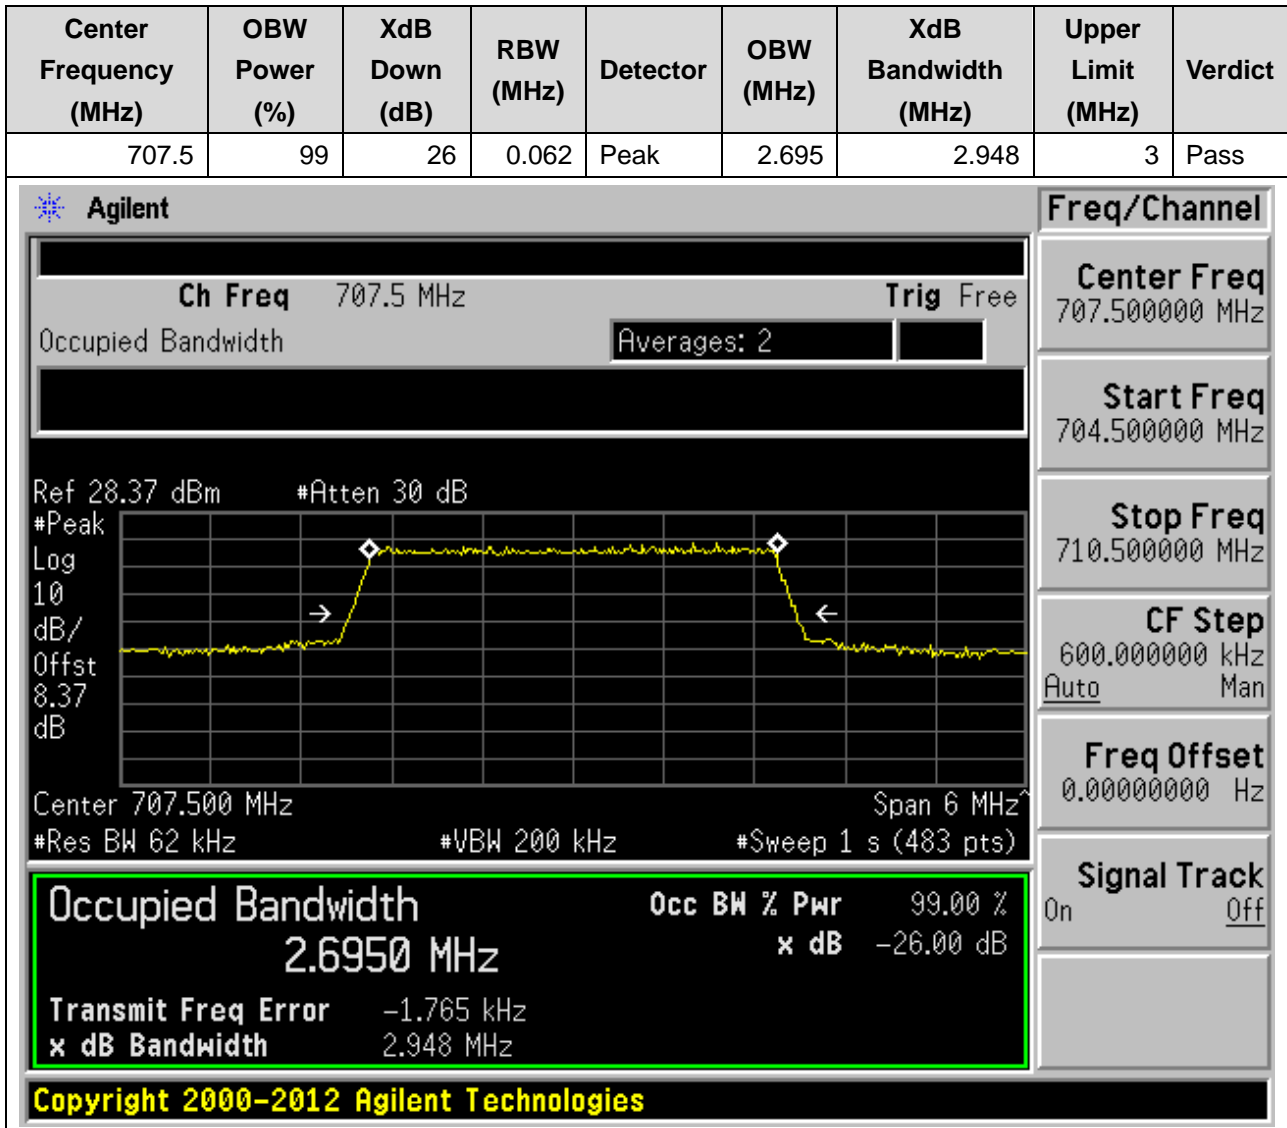 Center Frequency (MHz) OBW Power (%) XdB Down (dB) RBW (MHz) Detector OBW (MHz) XdB Bandwidth (MHz) Upper Limit (MHz) Verdict
707.5 99 26 0.062 Peak 2.695 2.948 3 Pass
Agilent
Freq/Channel
Ch Freq 707.5 MHz Trig Free
Occupied Bandwidth Averages: 2
Center Freq
707.500000 MHz
Start Freq
704.500000 MHz
Stop Freq
710.500000 MHz
CF Step
600.000000 kHz
Auto Man
Freq Offset
0.00000000 Hz
Signal Track
On Off
Ref 28.37 dBm #Atten 30 dB
#Peak
Log
10
dB/
Offst
8.37
dB
Center 707.500 MHz Span 6 MHz^
#Res BW 62 kHz #VBW 200 kHz #Sweep 1 s (483 pts)
Occupied Bandwidth
2.6950 MHz
Occ BW % Pwr 99.00 %
x dB -26.00 dB
Transmit Freq Error -1.765 kHz
x dB Bandwidth 2.948 MHz
Copyright 2000-2012 Agilent Technologies